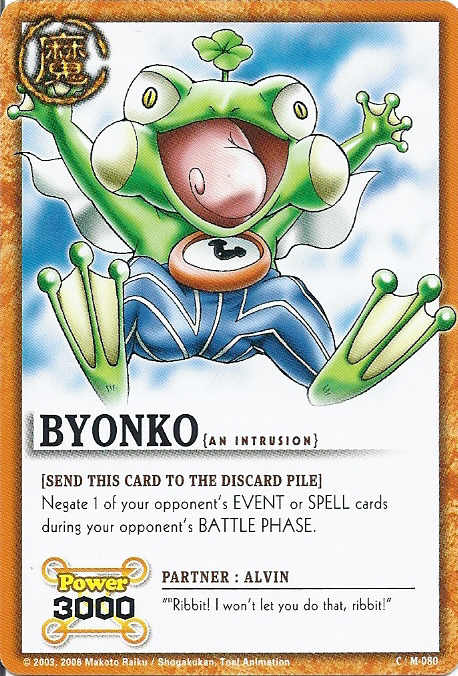 魔
BYONKO {AN INTRUSION}
[SEND THIS CARD TO THE DISCARD PILE]
Negate 1 of your opponent's EVENT or SPELL cards
during your opponent's BATTLE PHASE.
Power
3000
PARTNER : ALVIN
""Ribbit! I won't let you do that, ribbit!"
© 2003, 2006 Makoto Raiku / Shogakukan, Toei Animation
C : M-080